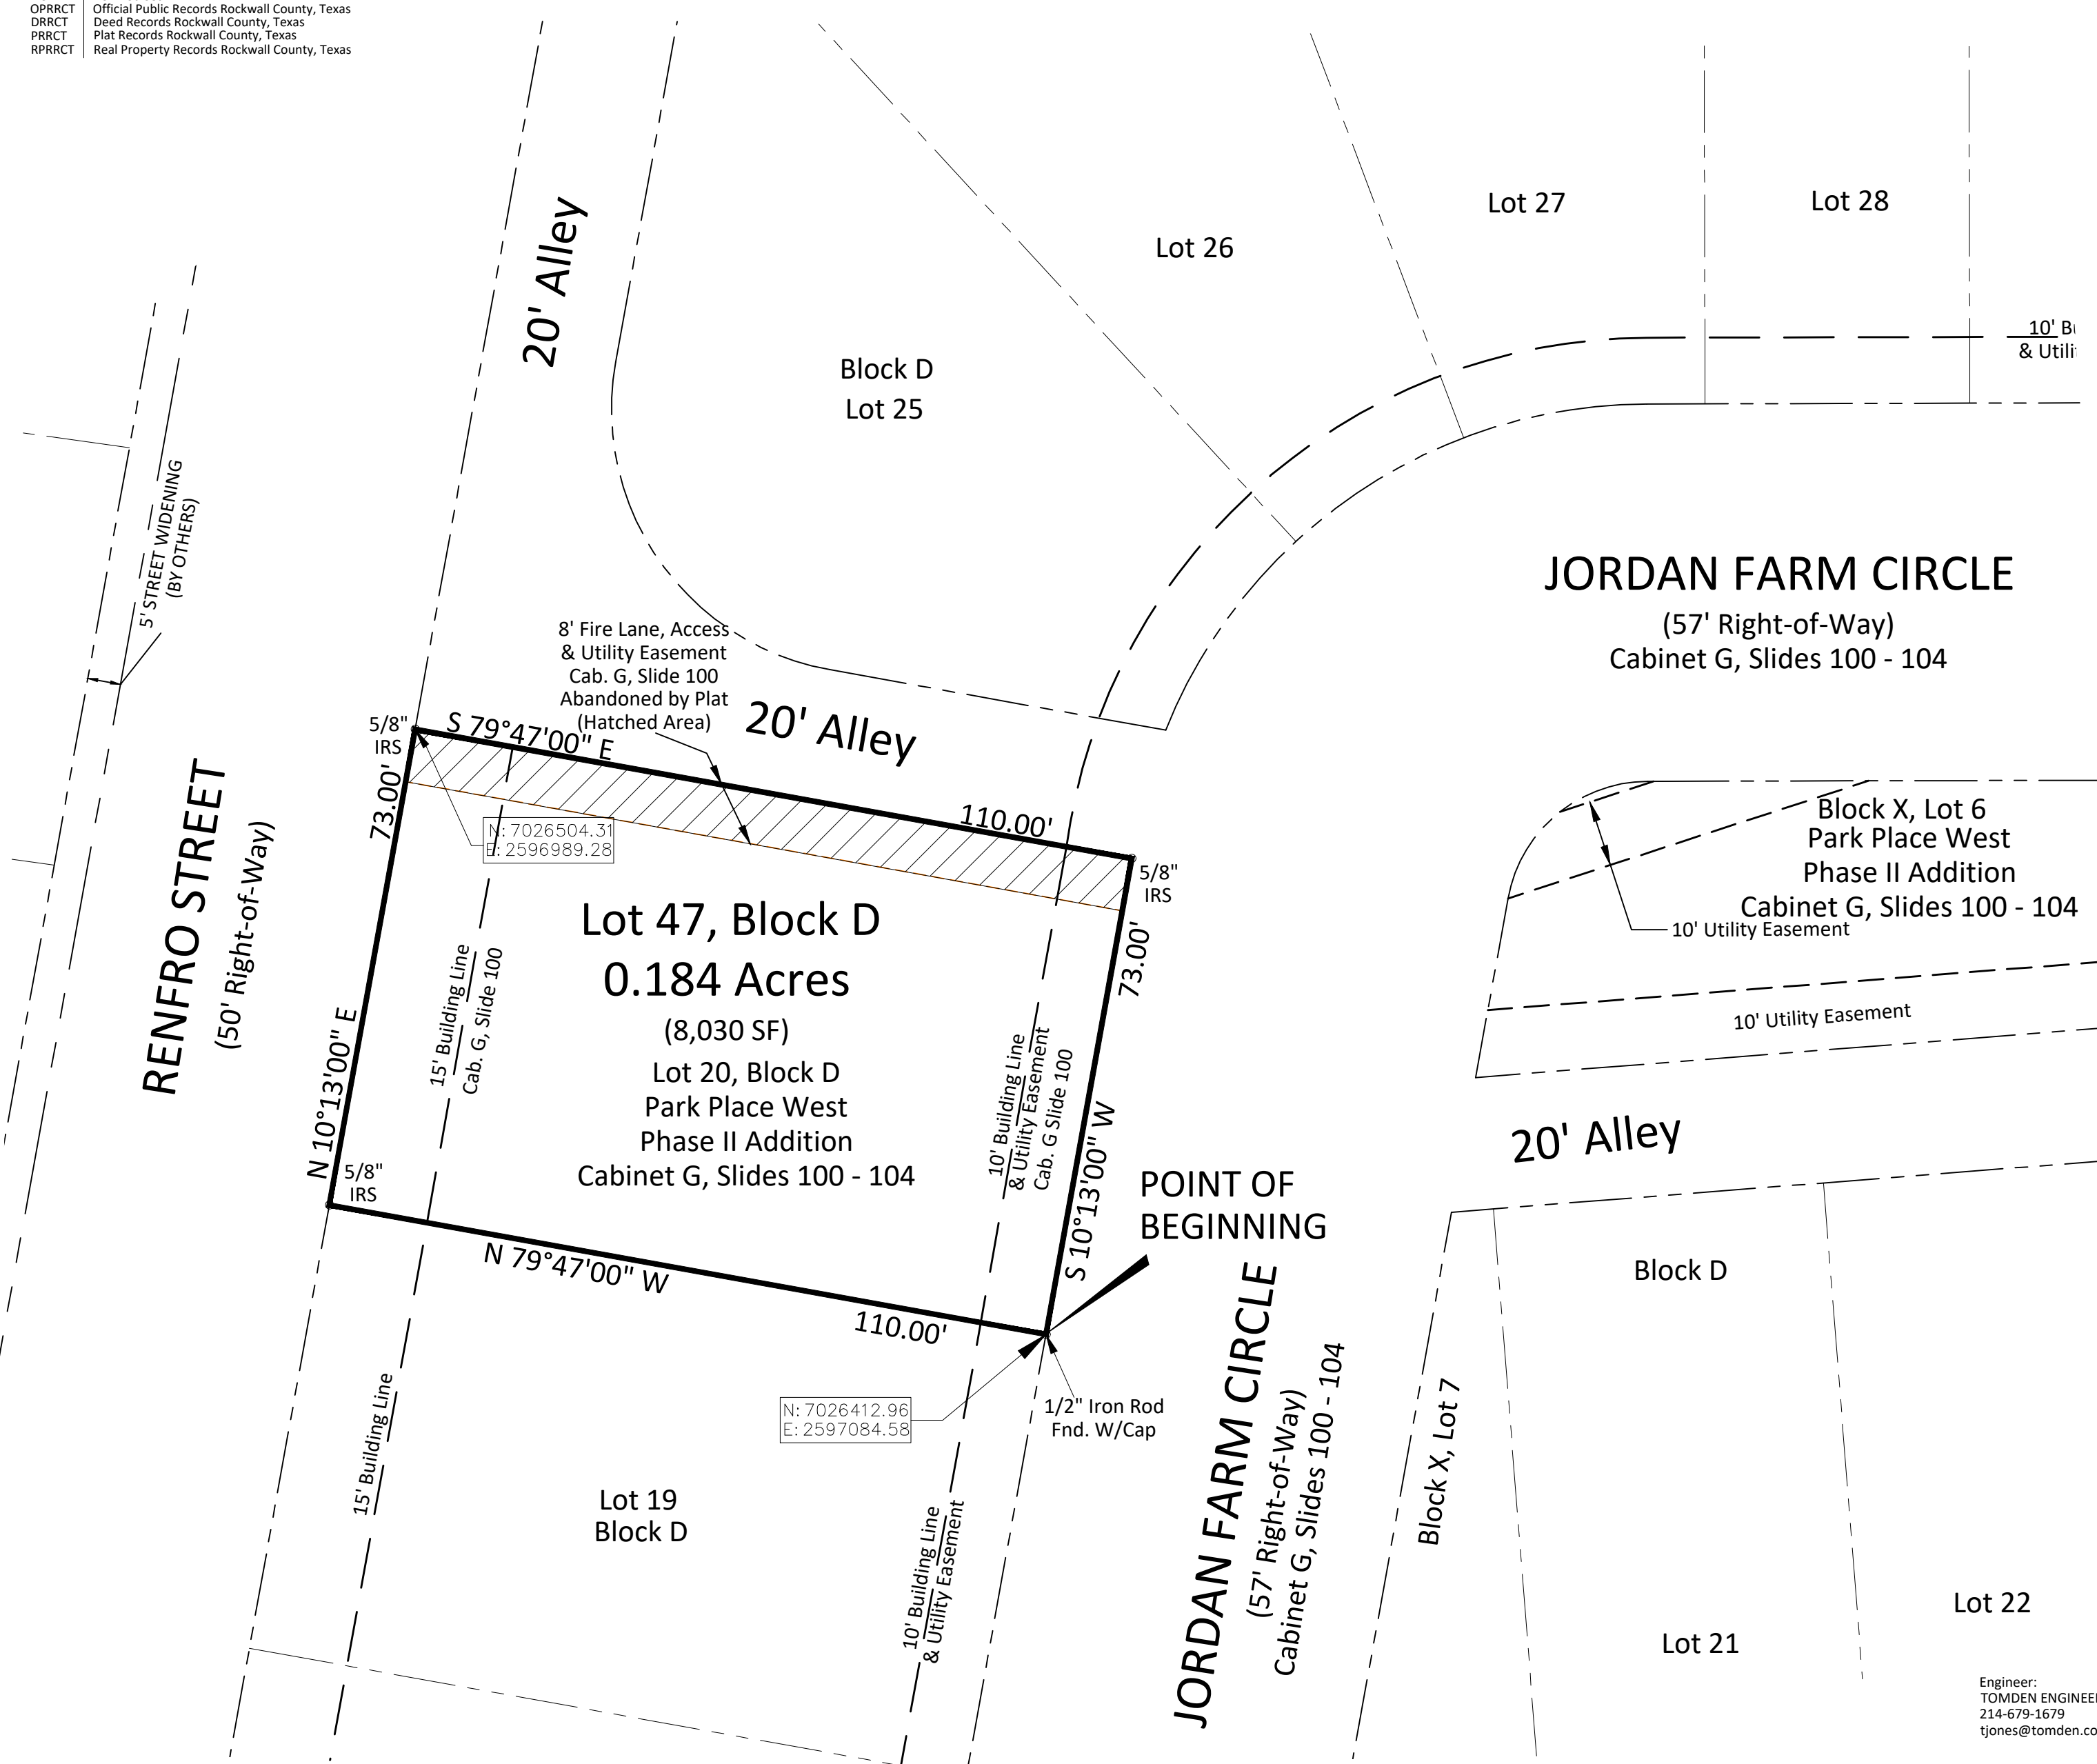 OPRRCT Official Public Records Rockwall County, Texas
DRRCT Deed Records Rockwall County, Texas
PRRCT Plat Records Rockwall County, Texas
RPRRCT Real Property Records Rockwall County, Texas
20' Alley
Lot 26
Lot 27
Lot 28
Block D
Lot 25
10' B
& Utili
5' STREET WIDENING
(BY OTHERS)
JORDAN FARM CIRCLE
(57' Right-of-Way)
Cabinet G, Slides 100 - 104
8' Fire Lane, Access
& Utility Easement
Cab. G, Slide 100
Abandoned by Plat
(Hatched Area)
20' Alley
5/8"
IRS
S 79°47'00" E
110.00'
73.00'
N: 7026504.31
E: 2596989.28
5/8"
IRS
73.00'
RENFRO STREET
(50' Right-of-Way)
Lot 47, Block D
0.184 Acres
(8,030 SF)
Lot 20, Block D
Park Place West
Phase II Addition
Cabinet G, Slides 100 - 104
15' Building Line
Cab. G, Slide 100
10' Building Line
& Utility Easement
Cab. G Slide 100
N 10°13'00" E
S 10°13'00" W
5/8"
IRS
N 79°47'00" W
110.00'
Block X, Lot 6
Park Place West
Phase II Addition
Cabinet G, Slides 100 - 104
10' Utility Easement
10' Utility Easement
20' Alley
POINT OF
BEGINNING
N: 7026412.96
E: 2597084.58
1/2" Iron Rod
Fnd. W/Cap
15' Building Line
Lot 19
Block D
10' Building Line
& Utility Easement
JORDAN FARM CIRCLE
(57' Right-of-Way)
Cabinet G, Slides 100 - 104
Block X, Lot 7
Block D
Lot 21
Lot 22
Engineer:
TOMDEN ENGINEE
214-679-1679
tjones@tomden.co